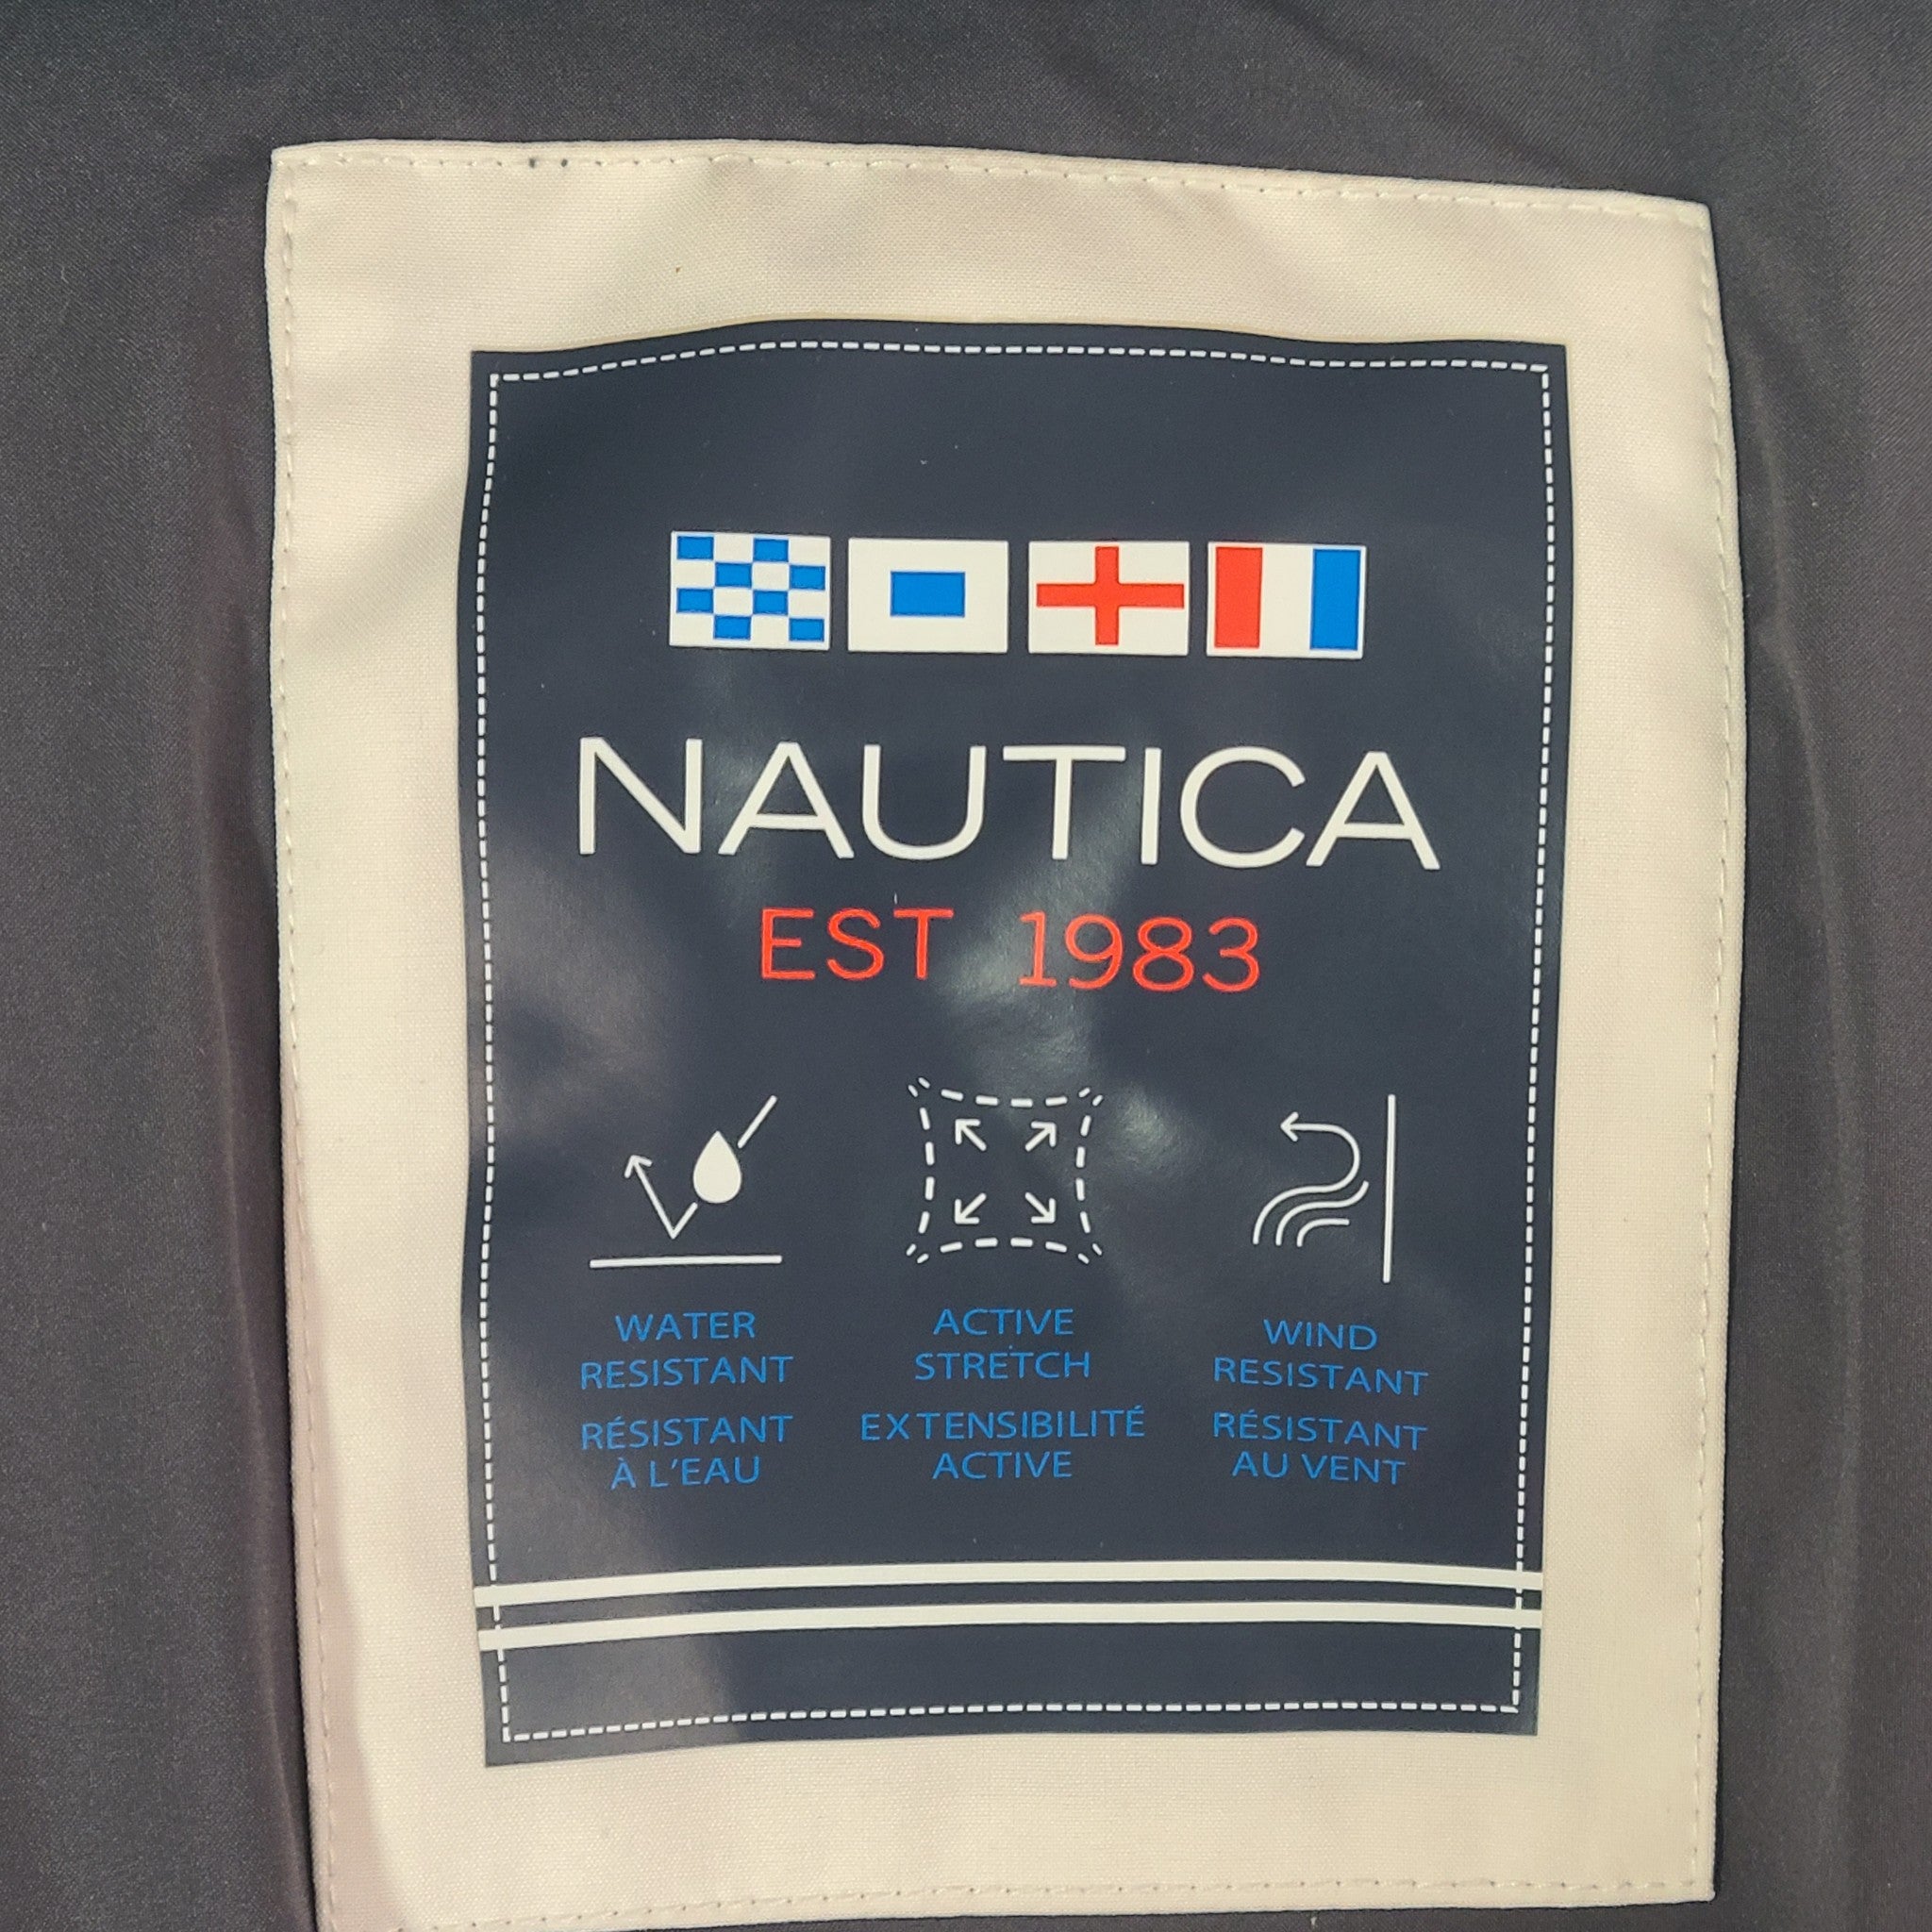 NAUTICA
EST 1983
WATER
RESISTANT
RÉSISTANT
À L'EAU
ACTIVE
STRETCH
EXTENSIBILITÉ
ACTIVE
WIND
RESISTANT
RÉSISTANT
AU VENT